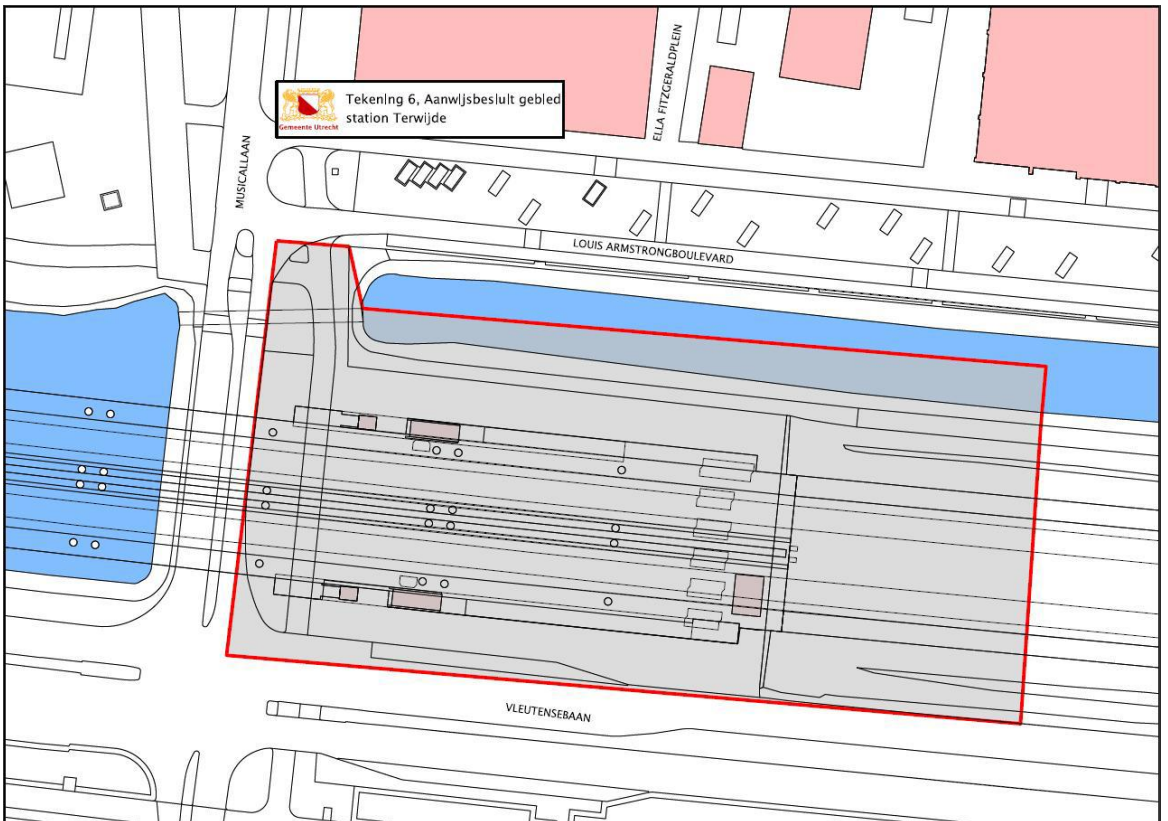 Tekening 6, Aanwijsbesluit gebied
station Terwijde
Gemeente Utrecht
ELLA FITZGERALDPLEIN
MUSICALLAAN
LOUIS ARMSTRONGBOULEVARD
VLEUTENSEBAAN